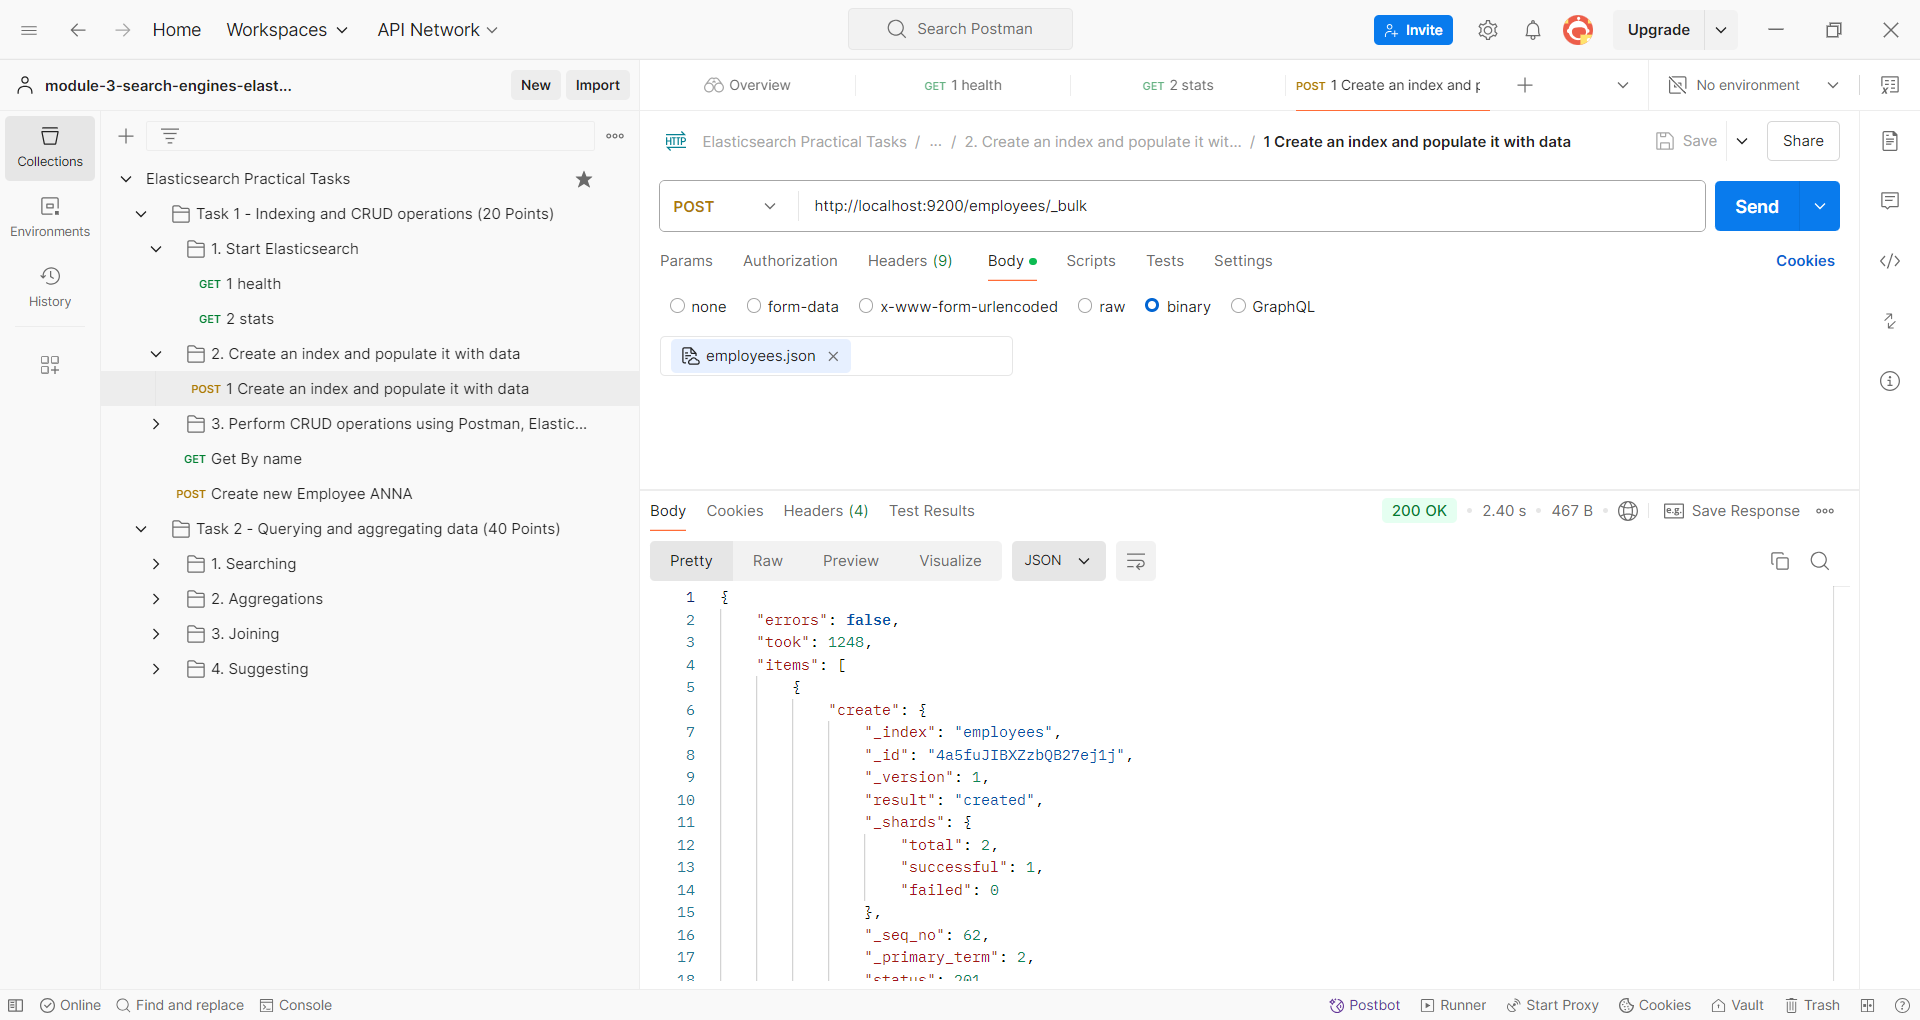 Home Workspaces API Network Search Postman Invite Upgrade
module-3-search-engines-elast... New Import
Overview GET 1 health GET 2 stats POST 1 Create an index and p No environment
Collections
Environments
History
Elasticsearch Practical Tasks
Task 1 - Indexing and CRUD operations (20 Points)
1. Start Elasticsearch
GET 1 health
GET 2 stats
2. Create an index and populate it with data
POST 1 Create an index and populate it with data
3. Perform CRUD operations using Postman, Elastic...
GET Get By name
POST Create new Employee ANNA
Task 2 - Querying and aggregating data (40 Points)
1. Searching
2. Aggregations
3. Joining
4. Suggesting
HTTP Elasticsearch Practical Tasks / ... / 2. Create an index and populate it wit... / 1 Create an index and populate it with data Save Share
POST http://localhost:9200/employees/_bulk Send
Params Authorization Headers (9) Body Scripts Tests Settings Cookies
none form-data x-www-form-urlencoded raw binary GraphQL
employees.json
Body Cookies Headers (4) Test Results 200 OK 2.40 s 467 B e.g. Save Response
Pretty Raw Preview Visualize JSON
1 {
2 "errors": false,
3 "took": 1248,
4 "items": [
5 {
6 "create": {
7 "_index": "employees",
8 "_id": "4a5fuJIBXZzbQB27ej1j",
9 "_version": 1,
10 "result": "created",
11 "_shards": {
12 "total": 2,
13 "successful": 1,
14 "failed": 0
15 },
16 "_seq_no": 62,
17 "_primary_term": 2,
18 "status": 201
Online Find and replace Console Postbot Runner Start Proxy Cookies Vault Trash